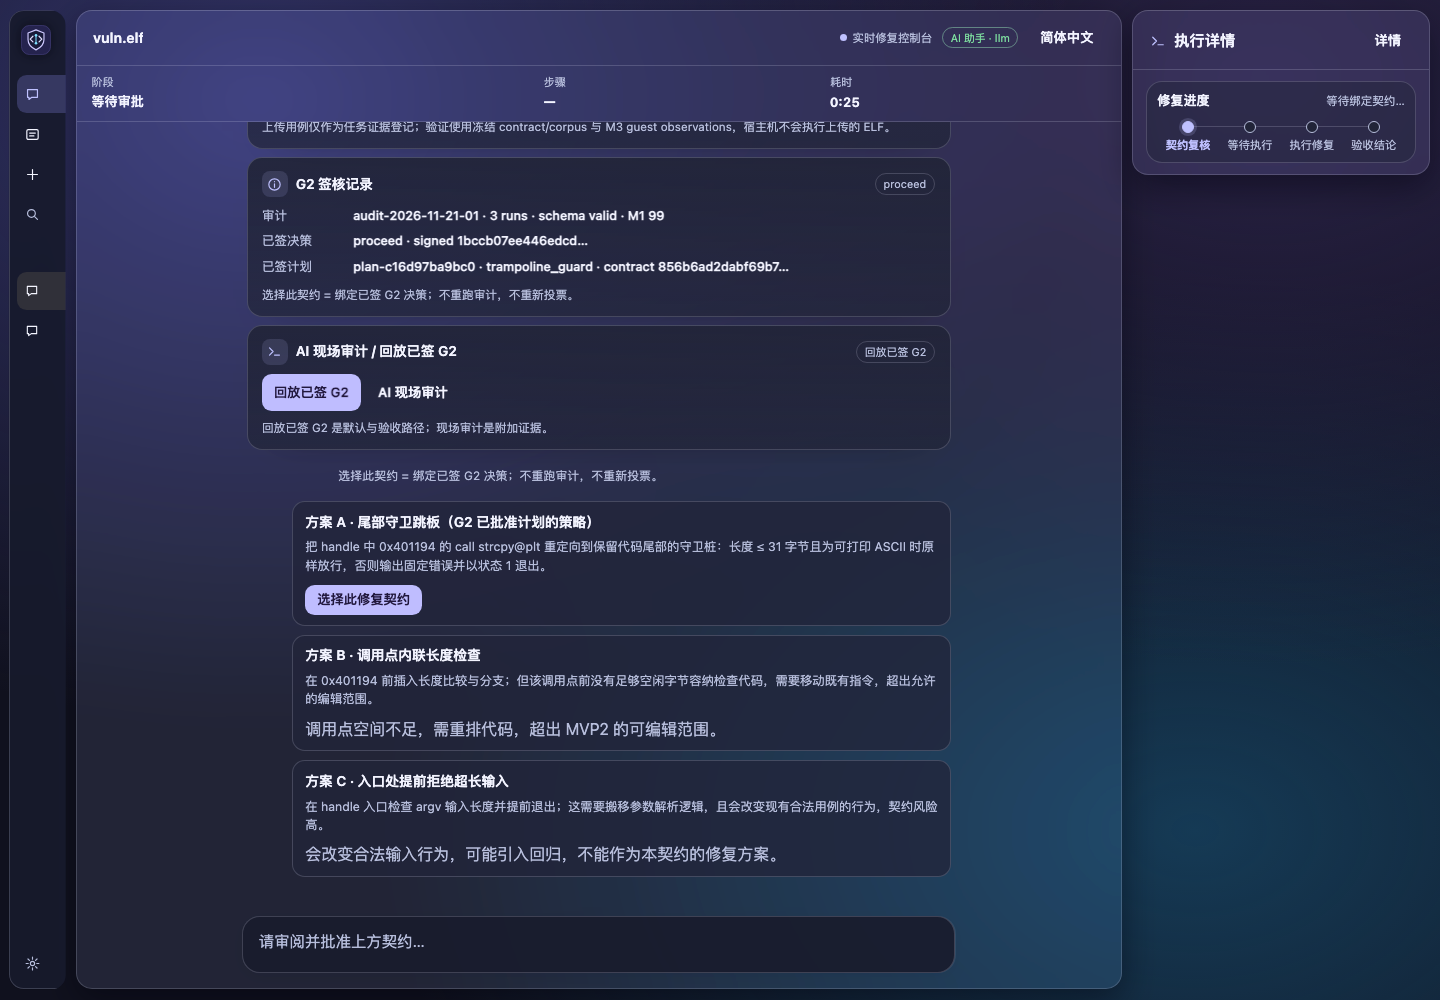 vuln.elf
实时修复控制台
AI 助手 · llm
简体中文
阶段
等待审批
步骤
—
耗时
0:25
上传用例仅作为任务证据登记；验证使用冻结 contract/corpus 与 M3 guest observations，宿主机不会执行上传的 ELF。
G2 签核记录
proceed
审计 audit-2026-11-21-01 · 3 runs · schema valid · M1 99
已签决策 proceed · signed 1bccb07ee446edcd...
已签计划 plan-c16d97ba9bc0 · trampoline_guard · contract 856b6ad2dabf69b7...
选择此契约 = 绑定已签 G2 决策；不重跑审计，不重新投票。
AI 现场审计 / 回放已签 G2
回放已签 G2
回放已签 G2
AI 现场审计
回放已签 G2 是默认与验收路径；现场审计是附加证据。
选择此契约 = 绑定已签 G2 决策；不重跑审计，不重新投票。
方案 A · 尾部守卫跳板（G2 已批准计划的策略）
把 handle 中 0x401194 的 call strcpy@plt 重定向到保留代码尾部的守卫桩：长度 ≤ 31 字节且为可打印 ASCII 时原
样放行，否则输出固定错误并以状态 1 退出。
选择此修复契约
方案 B · 调用点内联长度检查
在 0x401194 前插入长度比较与分支；但该调用点前没有足够空闲字节容纳检查代码，需要移动既有指令，超出允许
的编辑范围。
调用点空间不足，需重排代码，超出 MVP2 的可编辑范围。
方案 C · 入口处提前拒绝超长输入
在 handle 入口检查 argv 输入长度并提前退出；这需要搬移参数解析逻辑，且会改变现有合法用例的行为，契约风险
高。
会改变合法输入行为，可能引入回归，不能作为本契约的修复方案。
请审阅并批准上方契约...
执行详情
详情
修复进度
等待绑定契约...
契约复核
等待执行
执行修复
验收结论